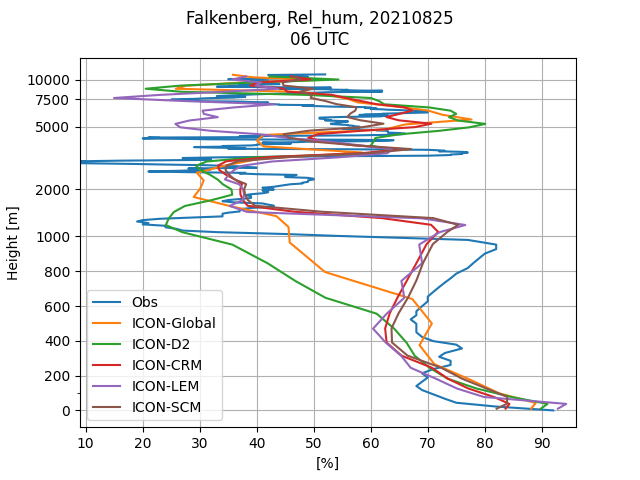 Falkenberg, Rel_hum, 20210825
06 UTC
10000
7500
5000
2000
1000
800
600
400
200
0
Height [m]
Obs
ICON-Global
ICON-D2
ICON-CRM
ICON-LEM
ICON-SCM
10 20 30 40 50 60 70 80 90
[%]